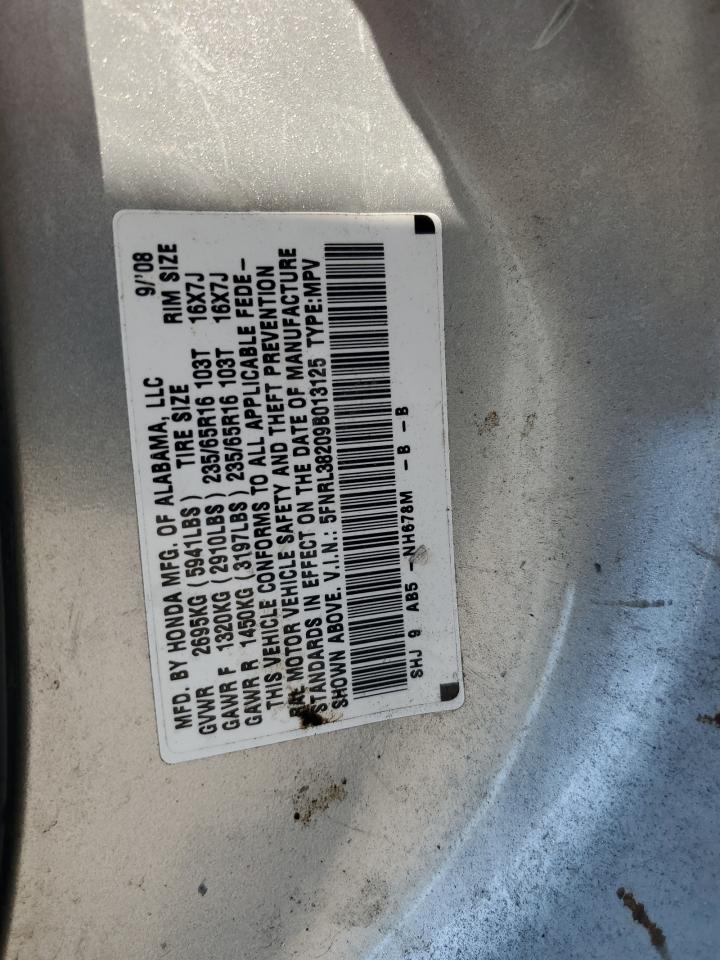 MFD. BY HONDA MFG. OF ALABAMA, LLC 9/'08
GVWR 2695KG (5941LBS) TIRE SIZE RIM SIZE
GAWR F 1320KG (2910LBS) 235/65R16 103T 16X7J
GAWR R 1450KG (3197LBS) 235/65R16 103T 16X7J
THIS VEHICLE CONFORMS TO ALL APPLICABLE FEDE-
RAL MOTOR VEHICLE SAFETY AND THEFT PREVENTION
STANDARDS IN EFFECT ON THE DATE OF MANUFACTURE
SHOWN ABOVE. V.I.N.: 5FNRL38209B013125 TYPE:MPV
SHJ 9 AB5 -NH678M -B -B